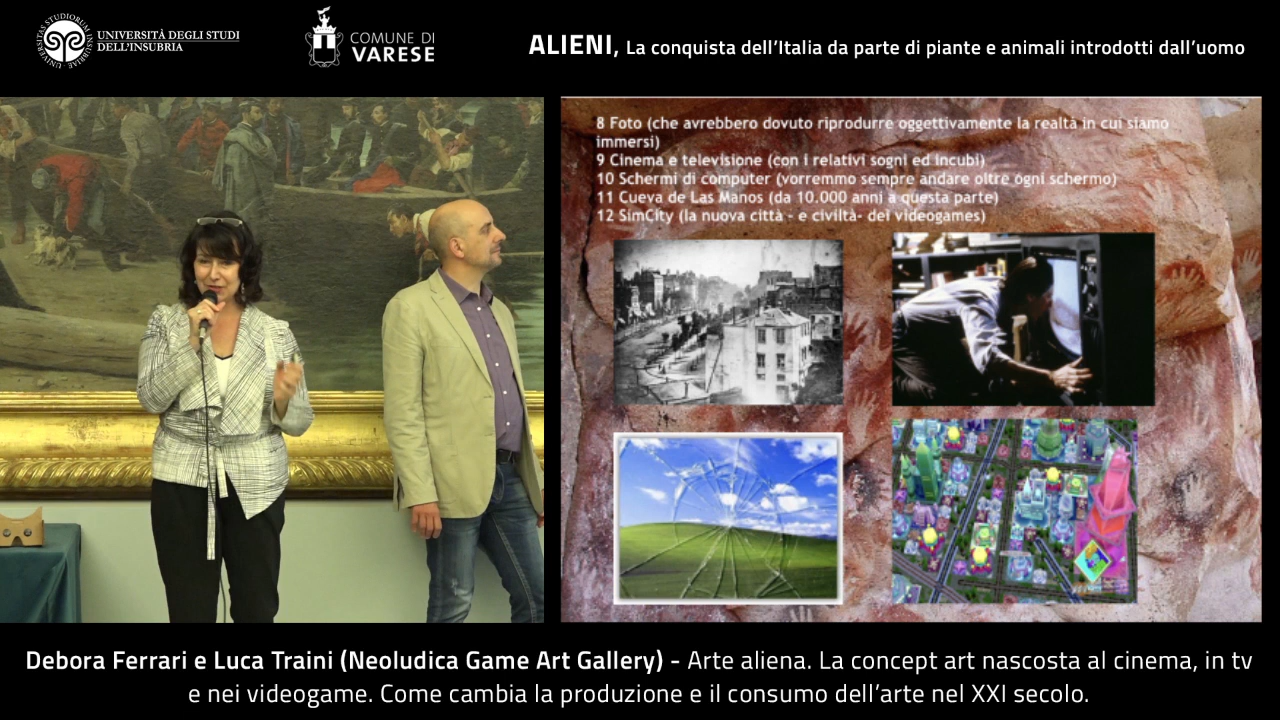 UNIVERSITÀ DEGLI STUDI
DELL'INSUBRIA
COMUNE DI
VARESE
ALIENI, La conquista dell'Italia da parte di piante e animali introdotti dall'uomo
8 Foto (che avrebbero dovuto riprodurre oggettivamente la realtà in cui siamo
immersi)
9 Cinema e televisione (con i relativi sogni ed incubi)
10 Schermi di computer (vorremmo sempre andare oltre ogni schermo)
11 Cueva de Las Manos (da 10.000 anni a questa parte)
12 SimCity (la nuova città - e civiltà- dei videogames)
Debora Ferrari e Luca Traini (Neoludica Game Art Gallery) - Arte aliena. La concept art nascosta al cinema, in tv
e nei videogame. Come cambia la produzione e il consumo dell'arte nel XXI secolo.